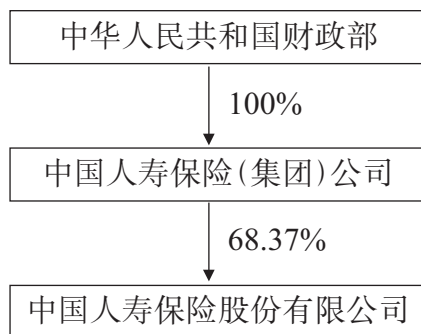 中华人民共和国财政部
100%
中国人寿保险(集团)公司
68.37%
中国人寿保险股份有限公司